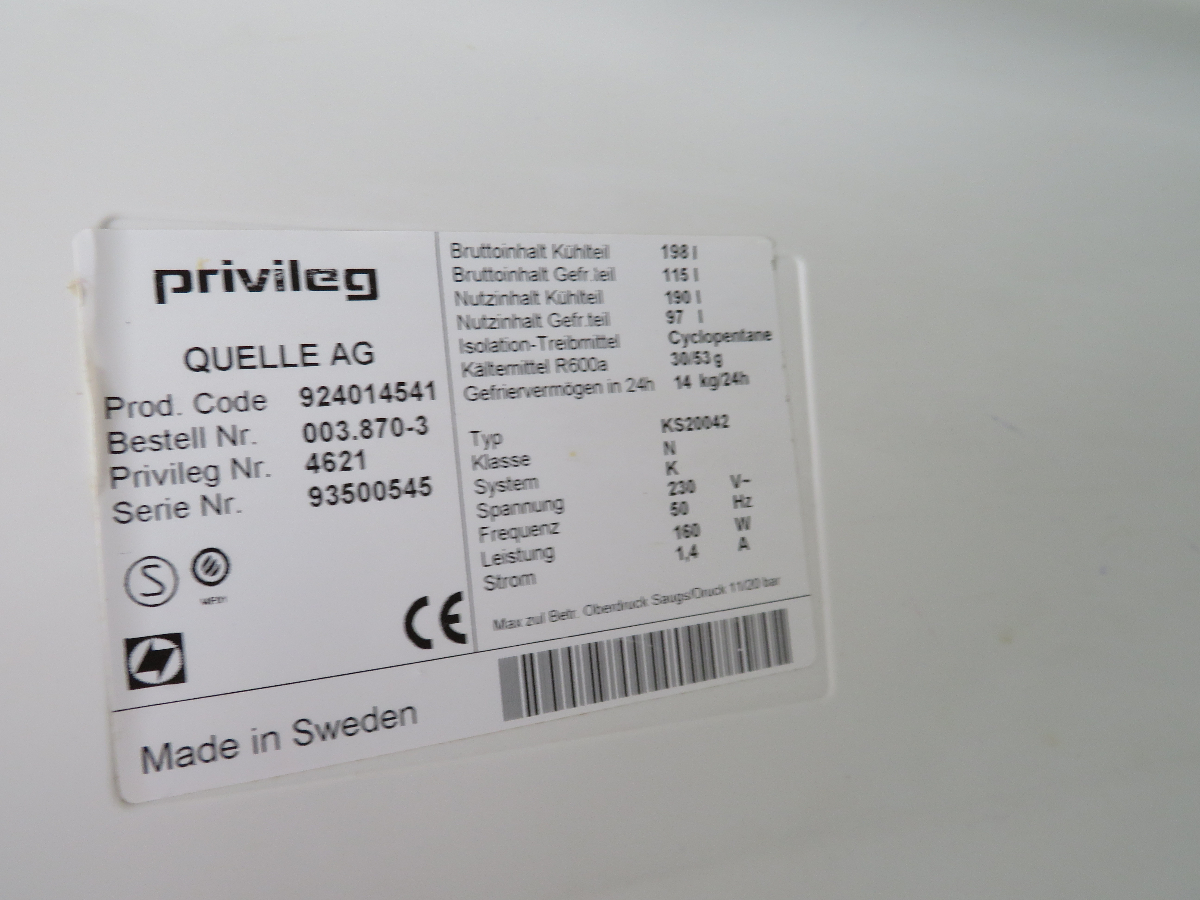 privileg
QUELLE AG
Prod. Code 924014541
Bestell Nr. 003.870-3
Privileg Nr. 4621
Serie Nr. 93500545
S
CE
Bruttoinhalt Kühlteil 198 l
Bruttoinhalt Gefr.teil 115 l
Nutzinhalt Kühlteil 190 l
Nutzinhalt Gefr.teil 97 l
Isolation-Treibmittel Cyclopentane
Kältemittel R600a 30/53 g
Gefriervermögen in 24h 14 kg/24h
Typ KS20042
Klasse N
System K
Spannung 230 V~
Frequenz 50 Hz
Leistung 160 W
Strom 1,4 A
Max zul Betr. Oberdruck Saugs/Druck 11/20 bar
Made in Sweden